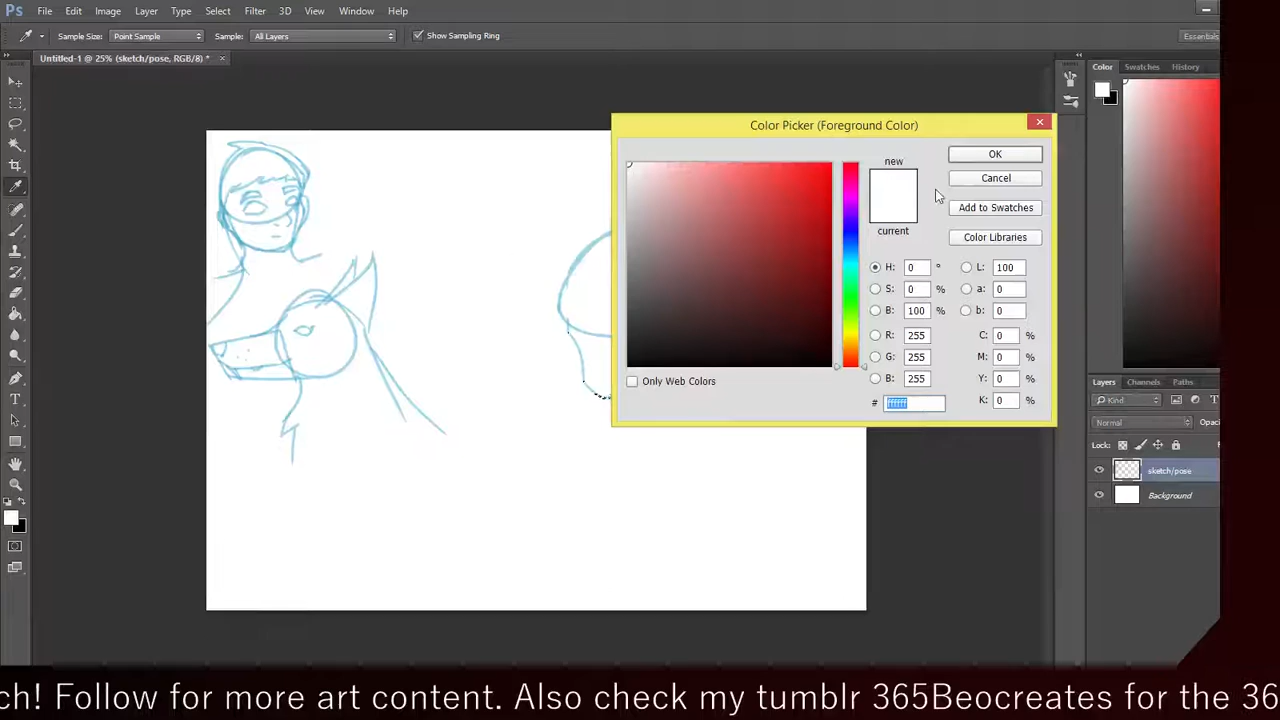 Ps File Edit Image Layer Type Select Filter 3D View Window Help
Sample Size: Point Sample Sample: All Layers Show Sampling Ring Essentials
Untitled-1 @ 25% (sketch/pose, RGB/8) *
Color Swatches History
Color Picker (Foreground Color)
new
current
OK
Cancel
Add to Swatches
Color Libraries
H: 0 ° L: 100
S: 0 % a: 0
B: 100 % b: 0
R: 255 C: 0 %
G: 255 M: 0 %
B: 255 Y: 0 %
# ffffff K: 0 %
Only Web Colors
Layers Channels Paths
Kind
Normal Opac
Lock:
sketch/pose
Background
ch! Follow for more art content. Also check my tumblr 365Beocreates for the 36